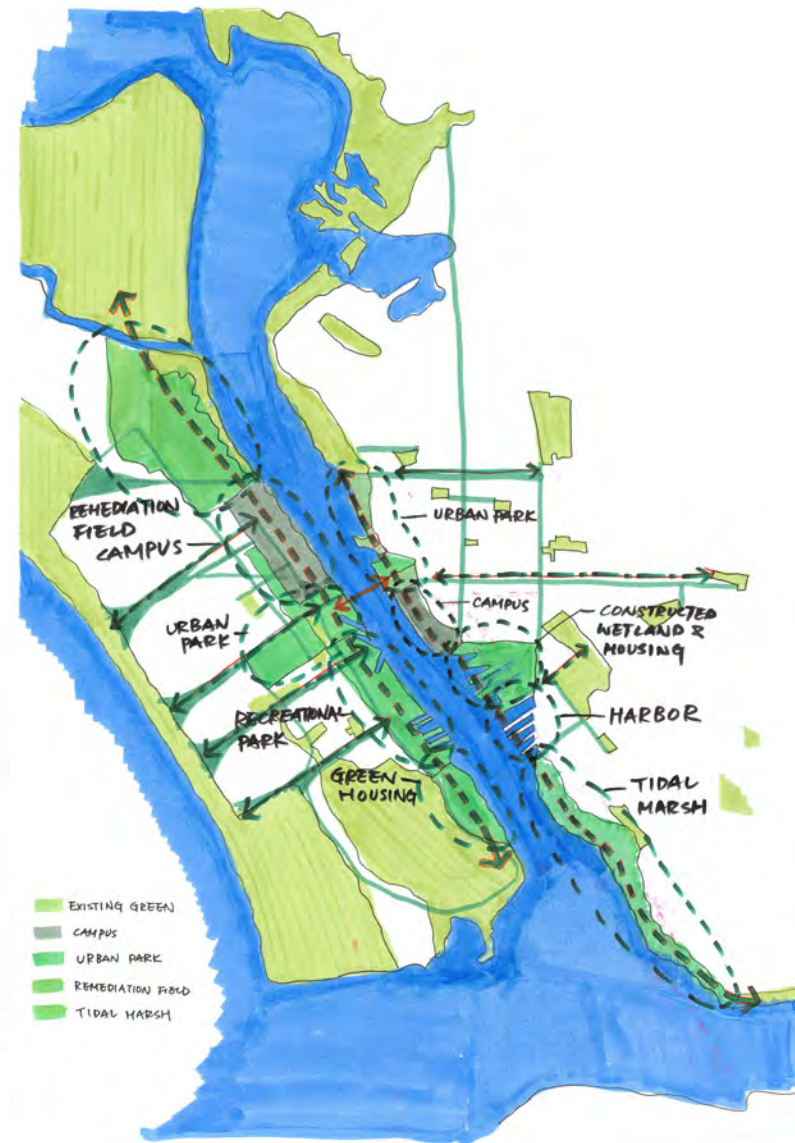 REMEDIATION
FIELD
CAMPUS
URBAN PARK
CAMPUS
CONSTRUCTED
WETLAND &
HOUSING
URBAN
PARK
RECREATIONAL
PARK
HARBOR
GREEN
HOUSING
TIDAL
MARSH
EXISTING GREEN
CAMPUS
URBAN PARK
REMEDIATION FIELD
TIDAL MARSH